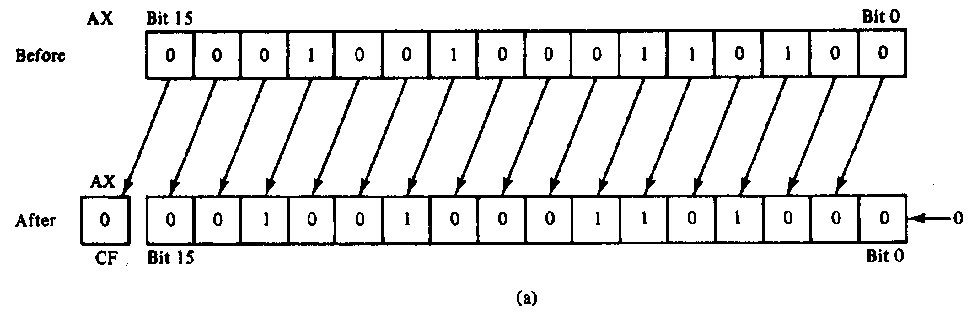 AX Bit 15 Bit 0
Before 0 0 0 1 0 0 1 0 0 0 1 1 0 1 0 0
AX
After 0 0 0 1 0 0 1 0 0 0 1 1 0 1 0 0 0 0
CF Bit 15 Bit 0
(a)